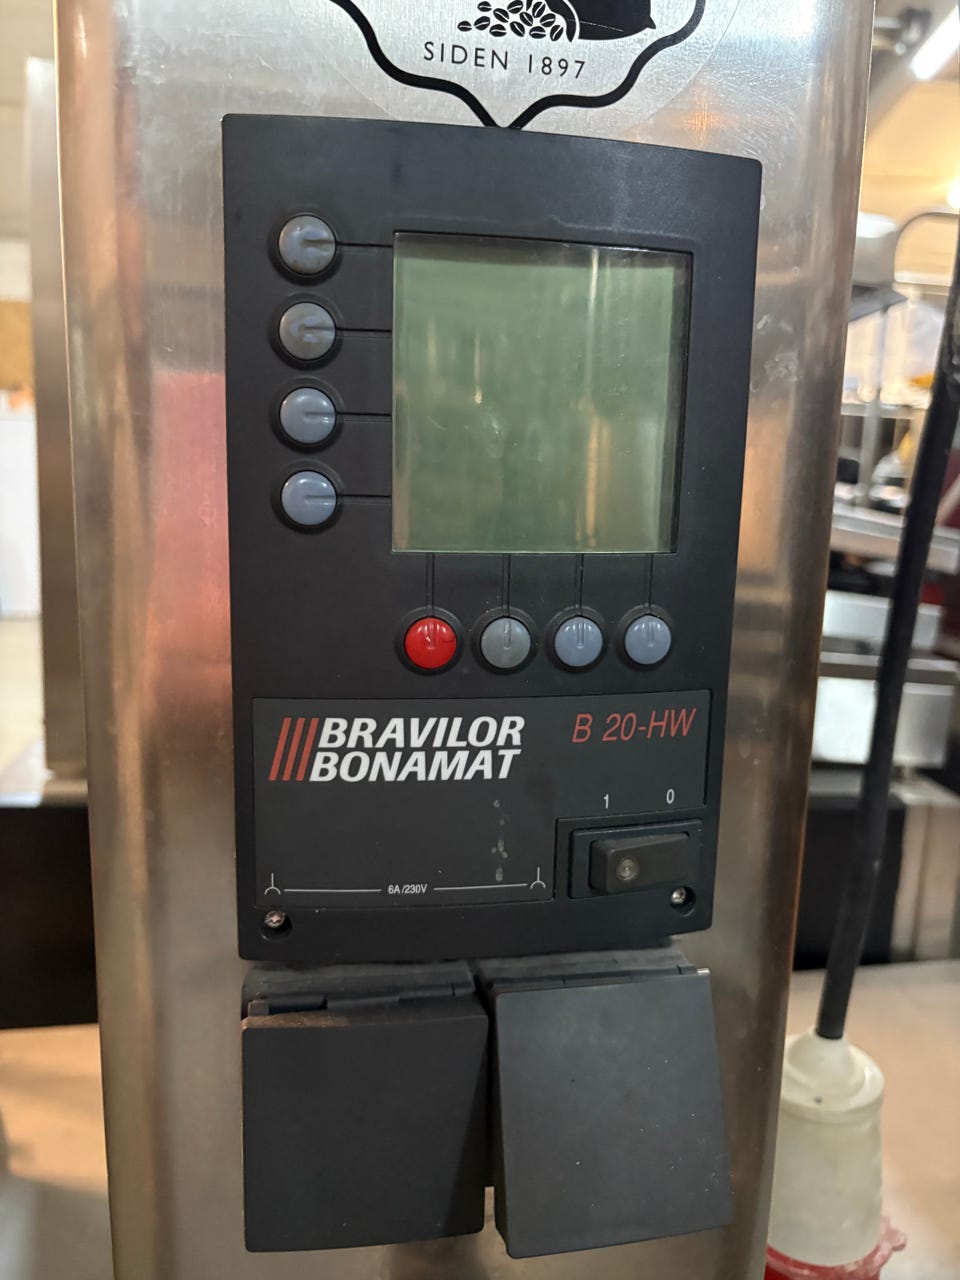 SIDEN 1897
BRAVILOR
BONAMAT
B 20-HW
1 0
6A/230V